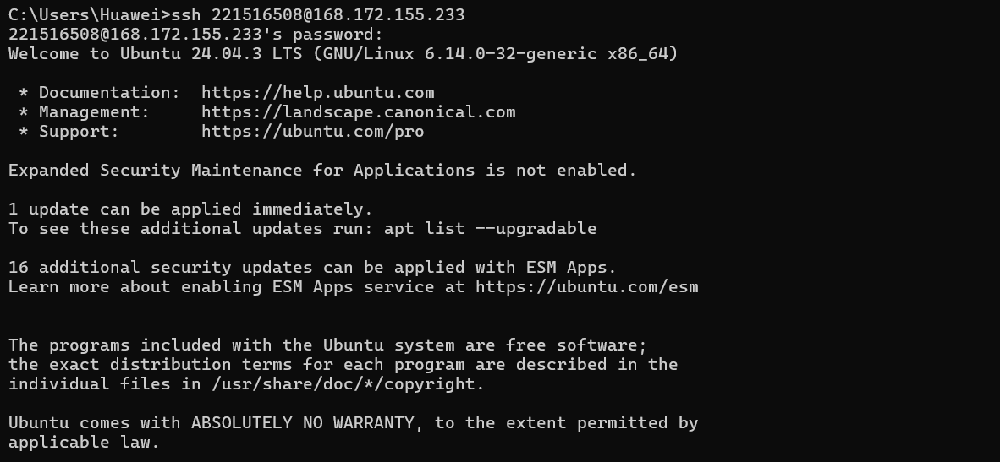 C:\Users\Huawei>ssh 221516508@168.172.155.233
221516508@168.172.155.233's password:
Welcome to Ubuntu 24.04.3 LTS (GNU/Linux 6.14.0-32-generic x86_64)
* Documentation:  https://help.ubuntu.com
* Management:     https://landscape.canonical.com
* Support:        https://ubuntu.com/pro
Expanded Security Maintenance for Applications is not enabled.
1 update can be applied immediately.
To see these additional updates run: apt list --upgradable
16 additional security updates can be applied with ESM Apps.
Learn more about enabling ESM Apps service at https://ubuntu.com/esm
The programs included with the Ubuntu system are free software;
the exact distribution terms for each program are described in the
individual files in /usr/share/doc/*/copyright.
Ubuntu comes with ABSOLUTELY NO WARRANTY, to the extent permitted by
applicable law.